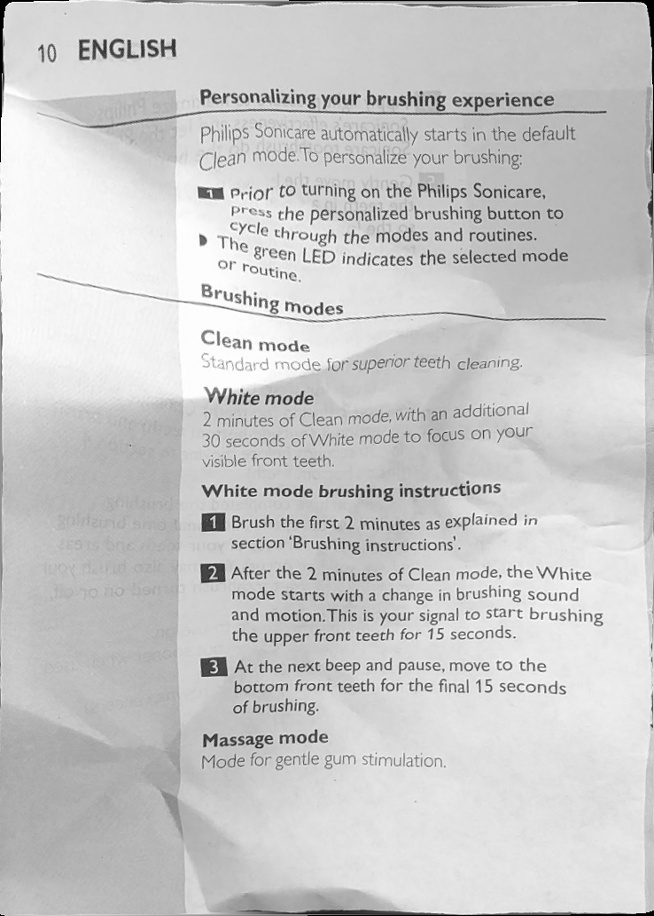 10 ENGLISH
Personalizing your brushing experience
Philips Sonicare automatically starts in the default
Clean mode. To personalize your brushing:
1 Prior to turning on the Philips Sonicare,
press the personalized brushing button to
cycle through the modes and routines.
The green LED indicates the selected mode
or routine.
Brushing modes
Clean mode
Standard mode for superior teeth cleaning.
White mode
2 minutes of Clean mode, with an additional
30 seconds of White mode to focus on your
visible front teeth.
White mode brushing instructions
1 Brush the first 2 minutes as explained in
section ‘Brushing instructions’.
2 After the 2 minutes of Clean mode, the White
mode starts with a change in brushing sound
and motion. This is your signal to start brushing
the upper front teeth for 15 seconds.
3 At the next beep and pause, move to the
bottom front teeth for the final 15 seconds
of brushing.
Massage mode
Mode for gentle gum stimulation.